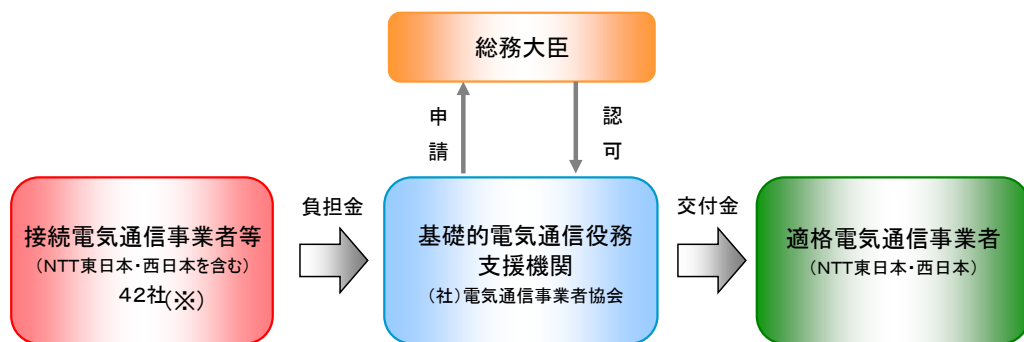 総務大臣
申請
認可
接続電気通信事業者等
（NTT東日本・西日本を含む）
42社(※)
負担金
基礎的電気通信役務
支援機関
（社）電気通信事業者協会
交付金
適格電気通信事業者
（NTT東日本・西日本）